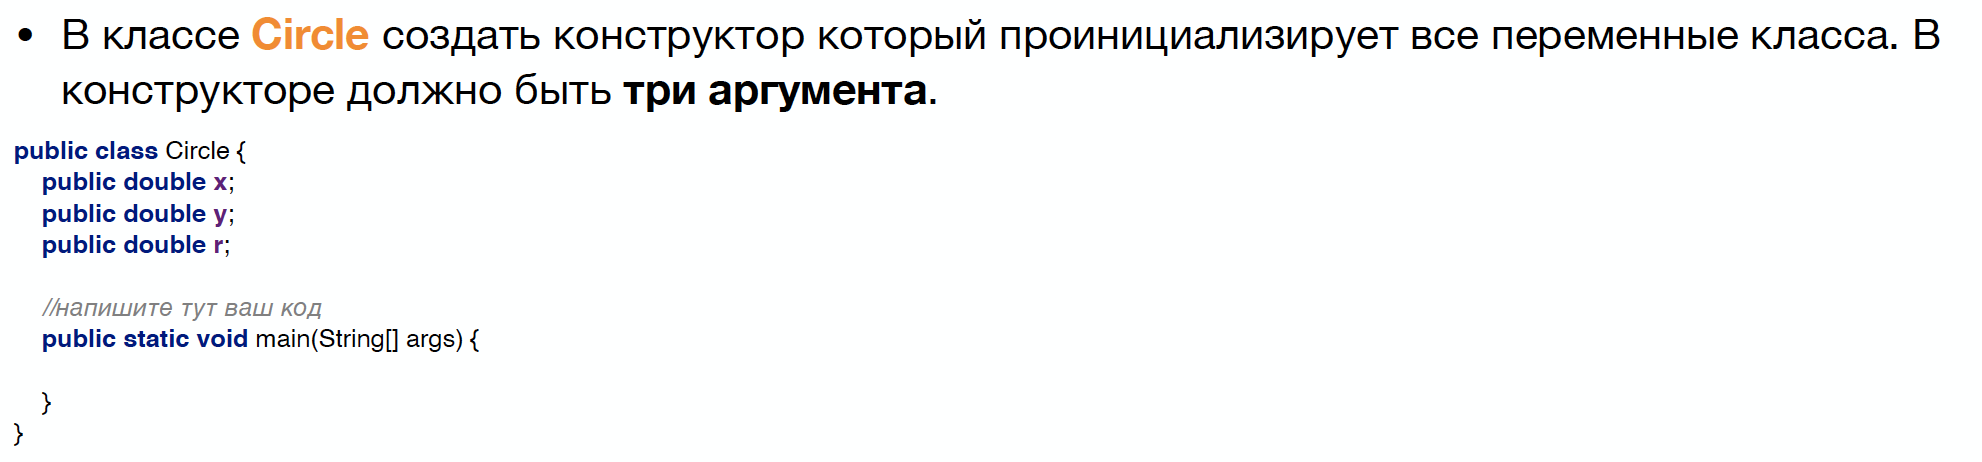 • В классе Circle создать конструктор который проинициализирует все переменные класса. В
конструкторе должно быть три аргумента.
public class Circle {
public double x;
public double y;
public double r;
//напишите тут ваш код
public static void main(String[] args) {
}
}